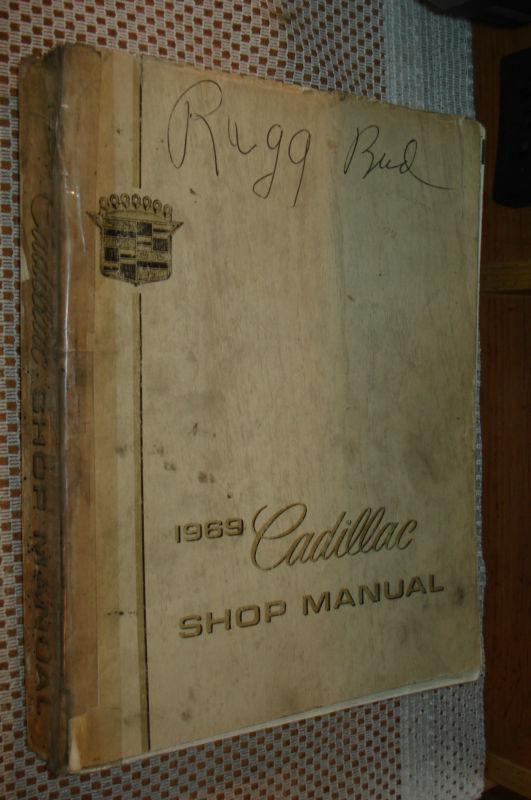 Rugg Bud
1969 Cadillac
SHOP MANUAL
Cadillac SHOP MANUAL